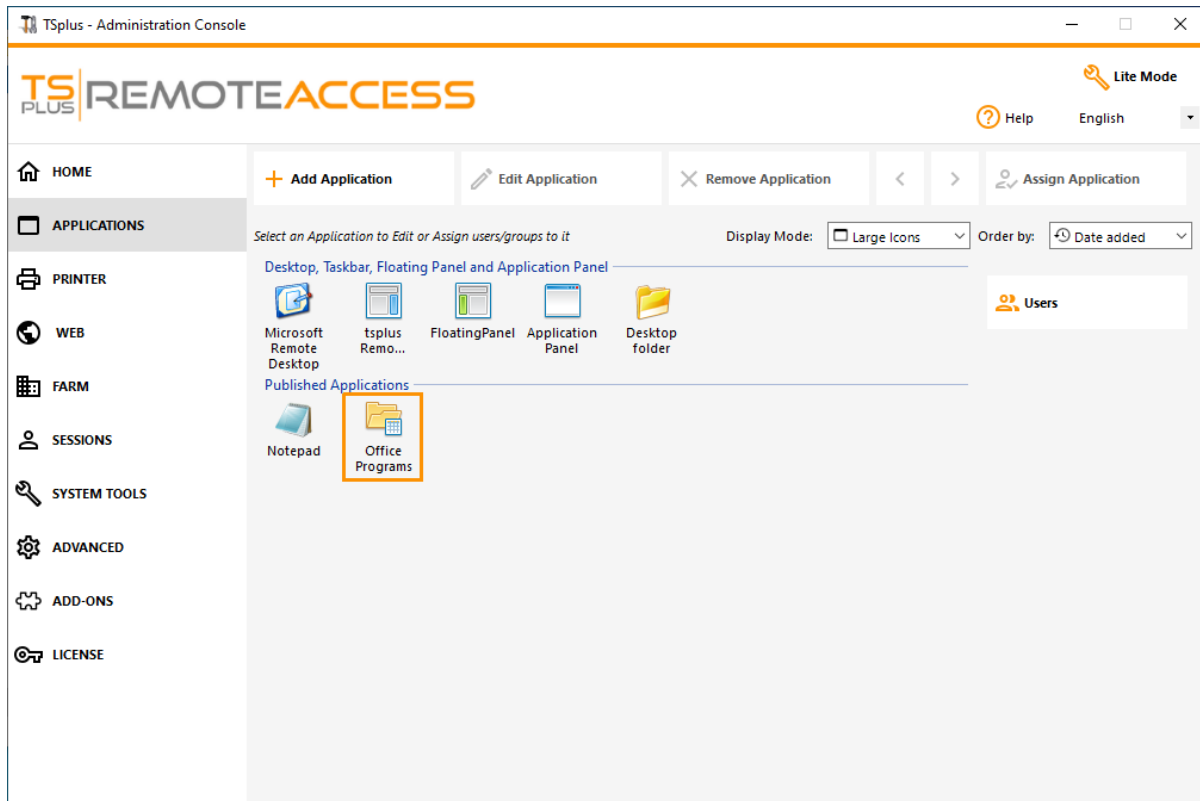 TSplus - Administration Console
TS PLUS REMOTEACCESS
Lite Mode
Help English
HOME
APPLICATIONS
PRINTER
WEB
FARM
SESSIONS
SYSTEM TOOLS
ADVANCED
ADD-ONS
LICENSE
Add Application Edit Application Remove Application < > Assign Application
Select an Application to Edit or Assign users/groups to it Display Mode: Large Icons Order by: Date added
Desktop, Taskbar, Floating Panel and Application Panel
Microsoft
Remote
Desktop
tsplus
Remo...
FloatingPanel
Application
Panel
Desktop
folder
Users
Published Applications
Notepad
Office
Programs